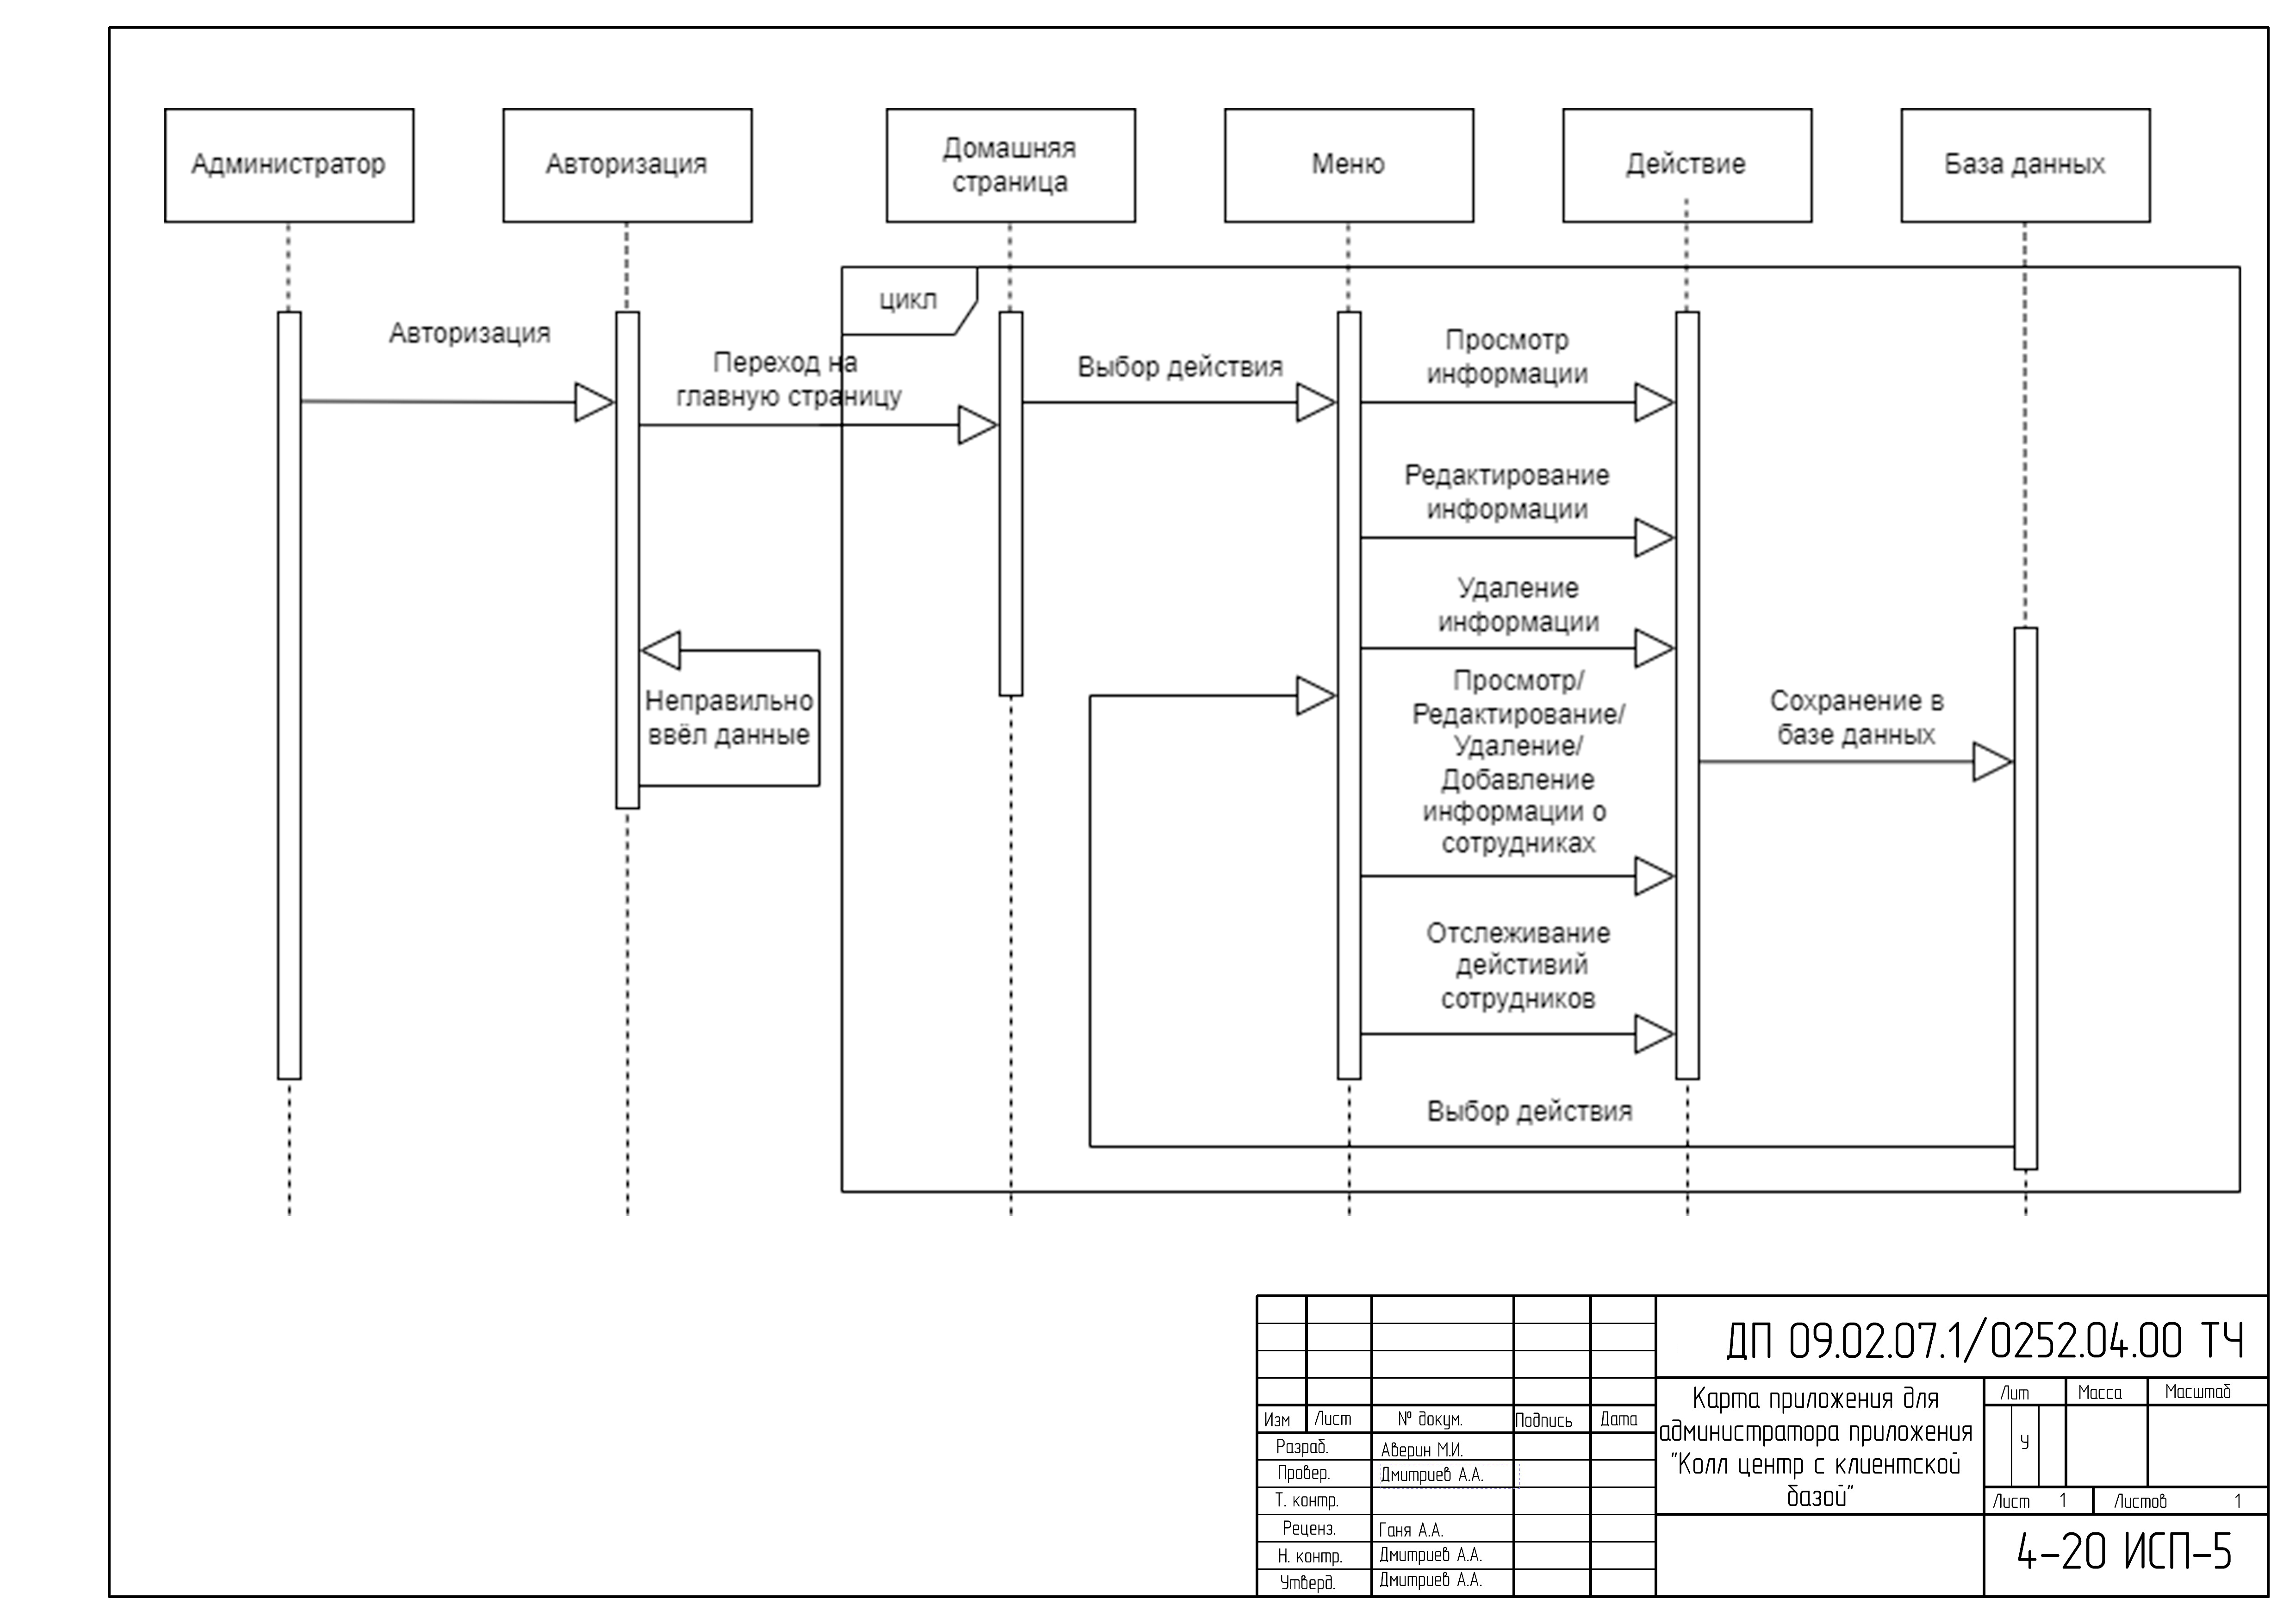 Администратор
Авторизация
Домашняя
страница
Меню
Действие
База данных
цикл
Авторизация
Переход на
главную страницу
Выбор действия
Просмотр
информации
Редактирование
информации
Удаление
информации
Неправильно
ввёл данные
Просмотр/
Редактирование/
Удаление/
Добавление
информации о
сотрудниках
Сохранение в
базе данных
Отслеживание
действивий
сотрудников
Выбор действия
ДП 09.02.07.1/0252.04.00 ТЧ
Карта приложения для
администратора приложения
"Колл центр с клиентской
базой"
Лит Масса Масштаб
У
Лист 1 Листов 1
4-20 ИСП-5
Изм Лист № докум. Подпись Дата
Разраб. Аверин М.И.
Провер. Дмитриев А.А.
Т. контр.
Реценз. Ганя А.А.
Н. контр. Дмитриев А.А.
Утверд. Дмитриев А.А.